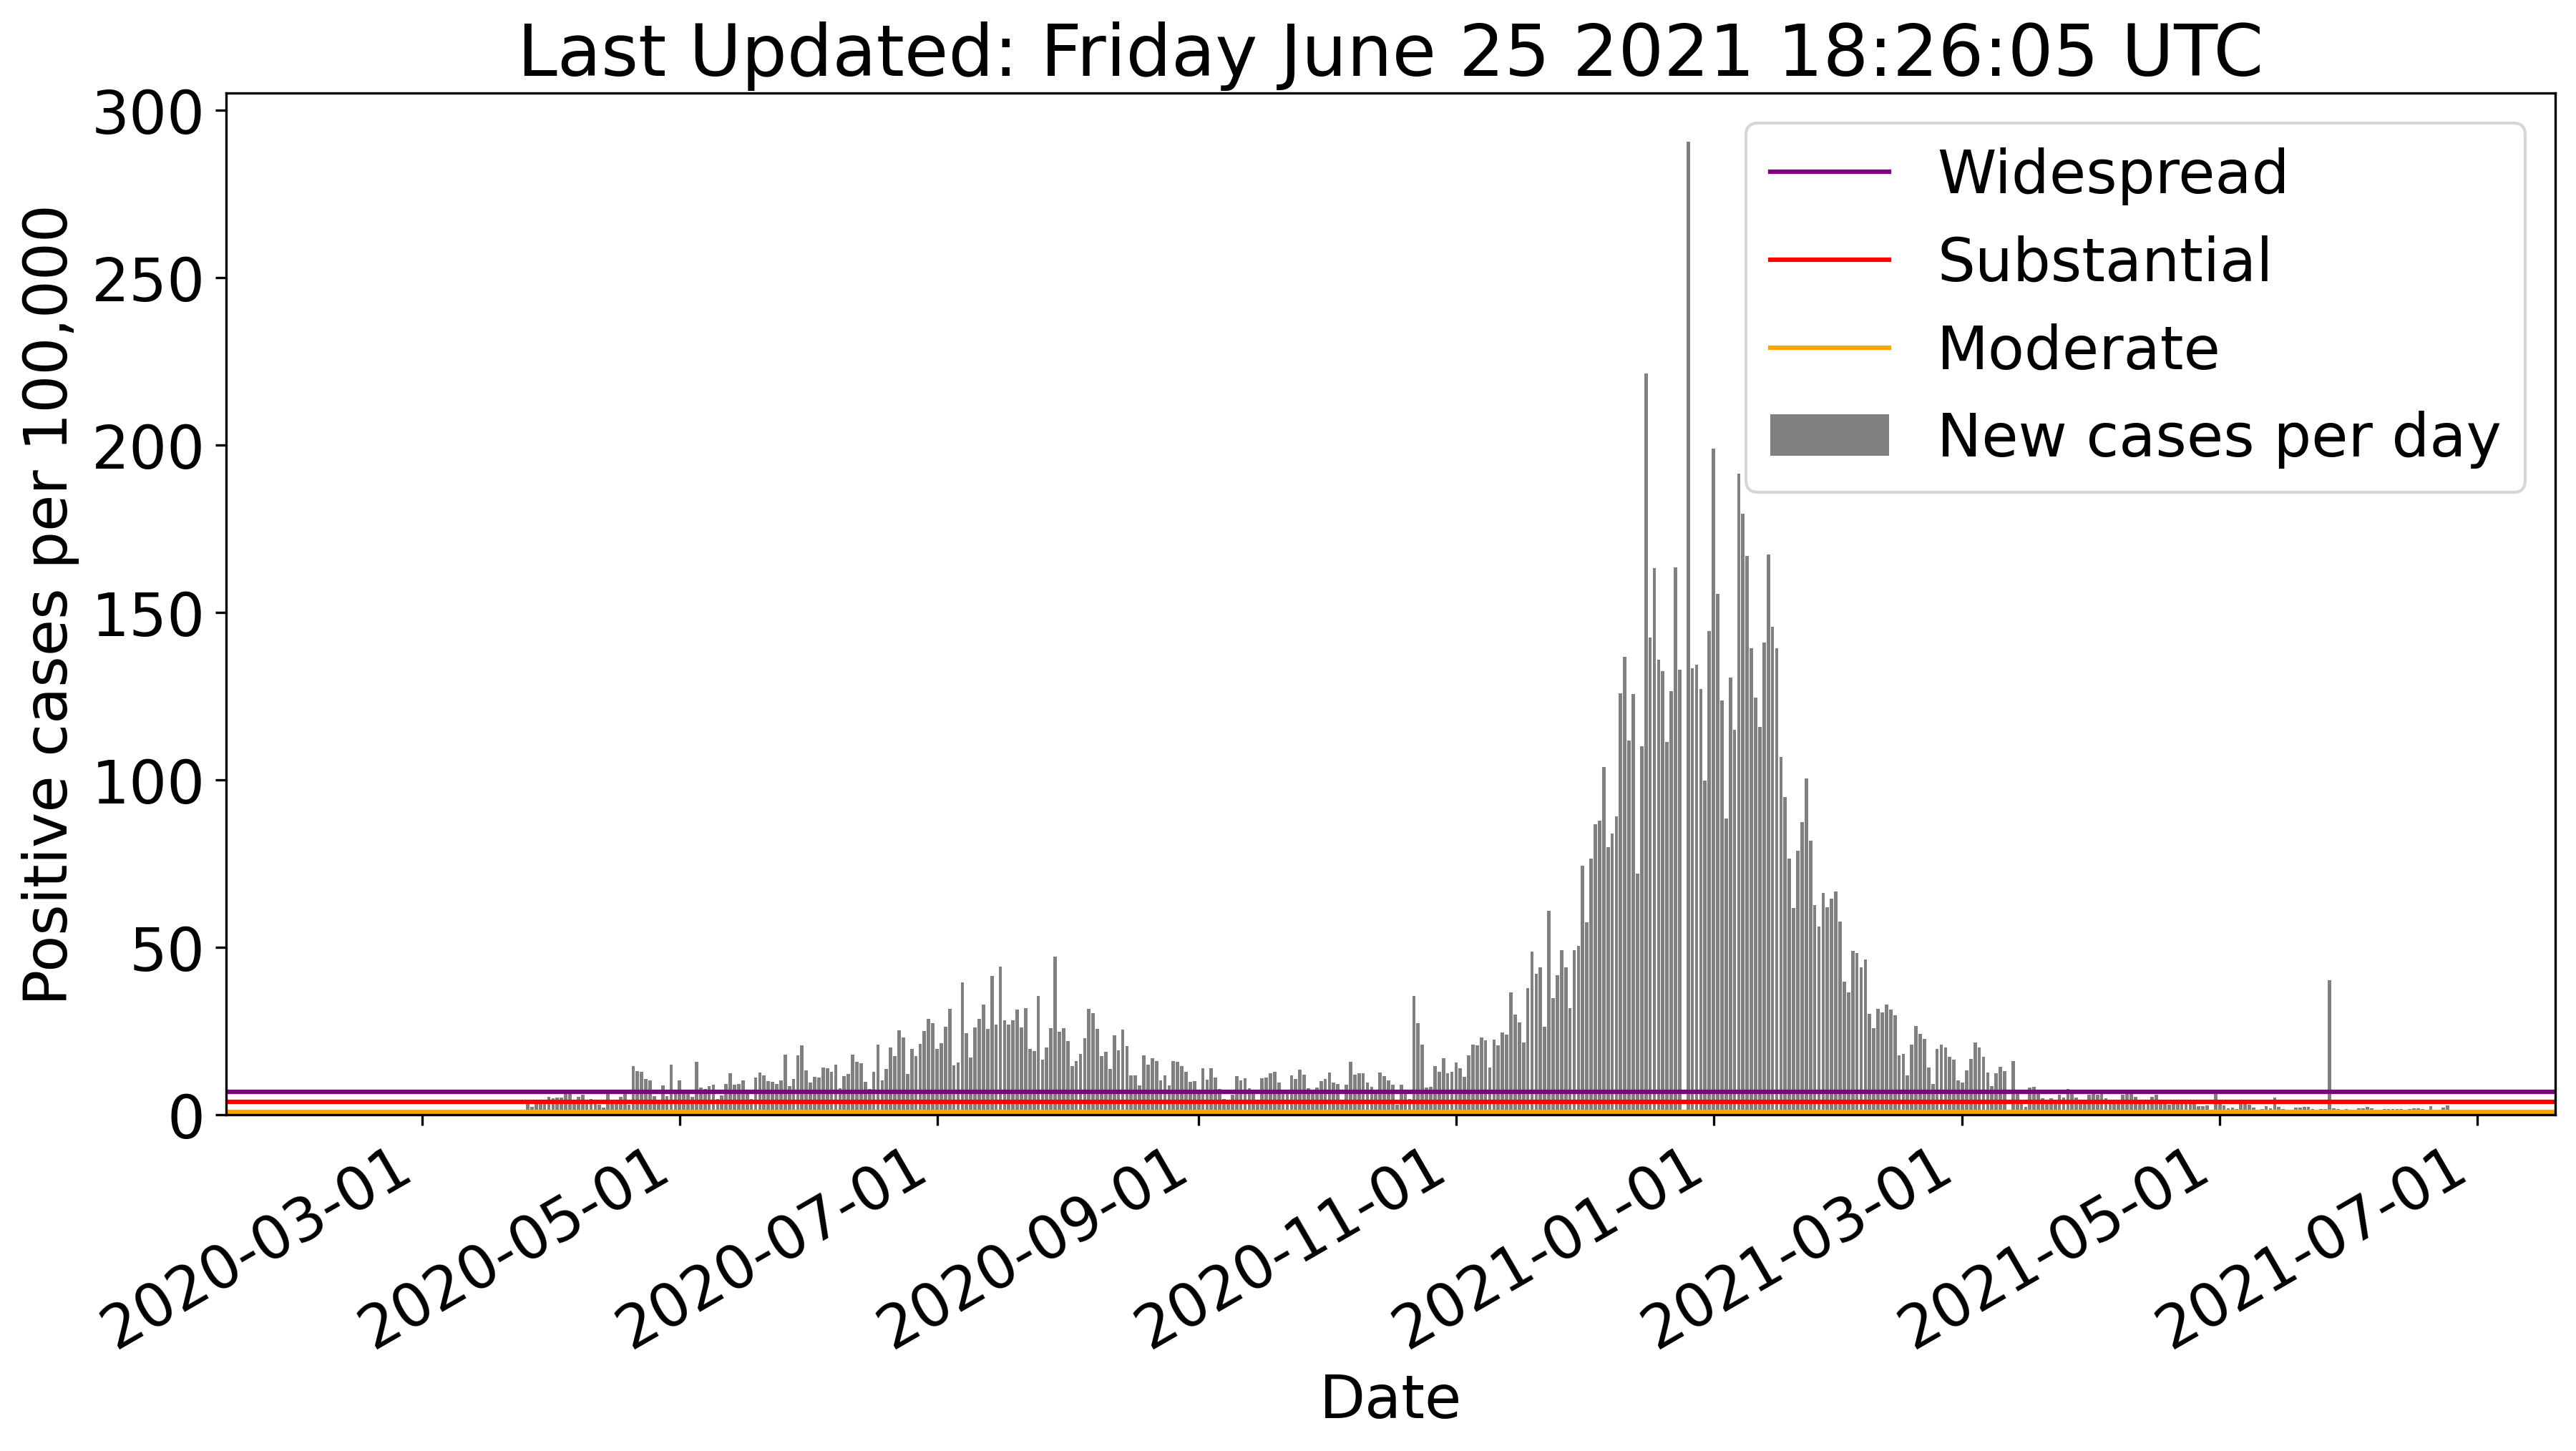 Last Updated: Friday June 25 2021 18:26:05 UTC
300
250
200
150
100
50
0
Positive cases per 100,000
Widespread
Substantial
Moderate
New cases per day
2020-03-01
2020-05-01
2020-07-01
2020-09-01
2020-11-01
2021-01-01
2021-03-01
2021-05-01
2021-07-01
Date